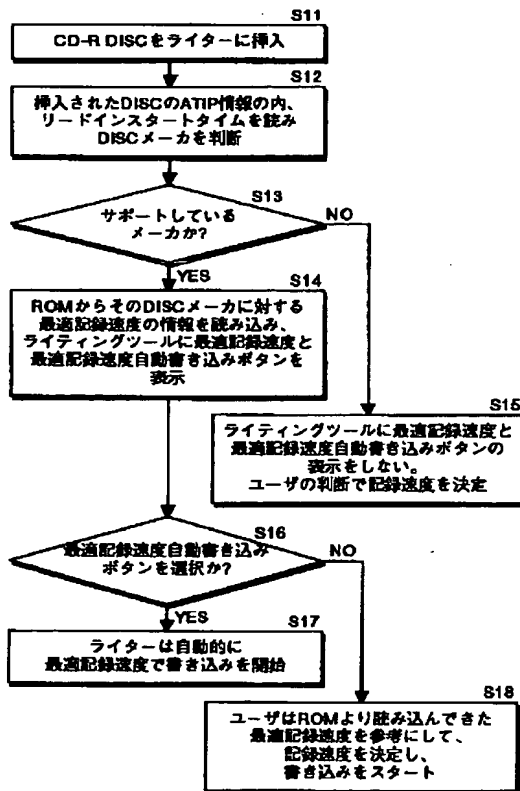 S11
CD-R DISCをライターに挿入
S12
挿入されたDISCのATIP情報の内、
リードインスタートタイムを読み
DISCメーカを判断
S13
サポートしている
メーカか?
NO
YES
S14
ROMからそのDISCメーカに対する
最適記録速度の情報を読み込み、
ライティングツールに最適記録速度と
最適記録速度自動書き込みボタンを
表示
S15
ライティングツールに最適記録速度と
最適記録速度自動書き込みボタンの
表示をしない。
ユーザの判断で記録速度を決定
S16
最適記録速度自動書き込み
ボタンを選択か?
NO
YES
S17
ライターは自動的に
最適記録速度で書き込みを開始
S18
ユーザはROMより読み込んできた
最適記録速度を参考にして、
記録速度を決定し、
書き込みをスタート